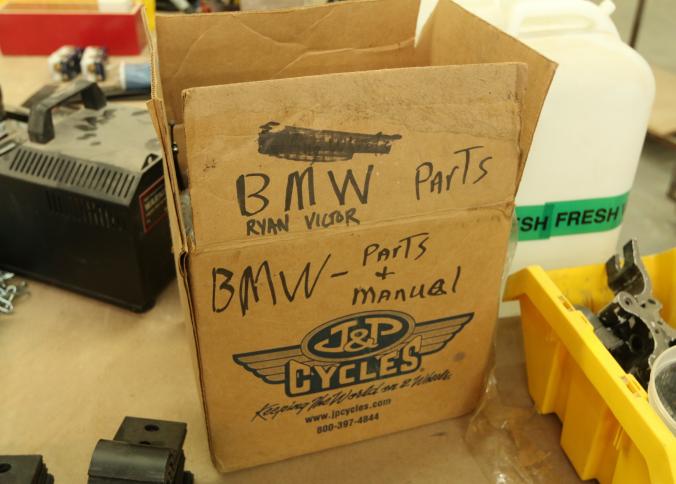 BMW PARTS
RYAN VICTOR
BMW - PARTS
+
MANUAL
J&P
CYCLES
Keeping The World on 2 Wheels.
www.jpcycles.com
800-397-4844
SH FRESH